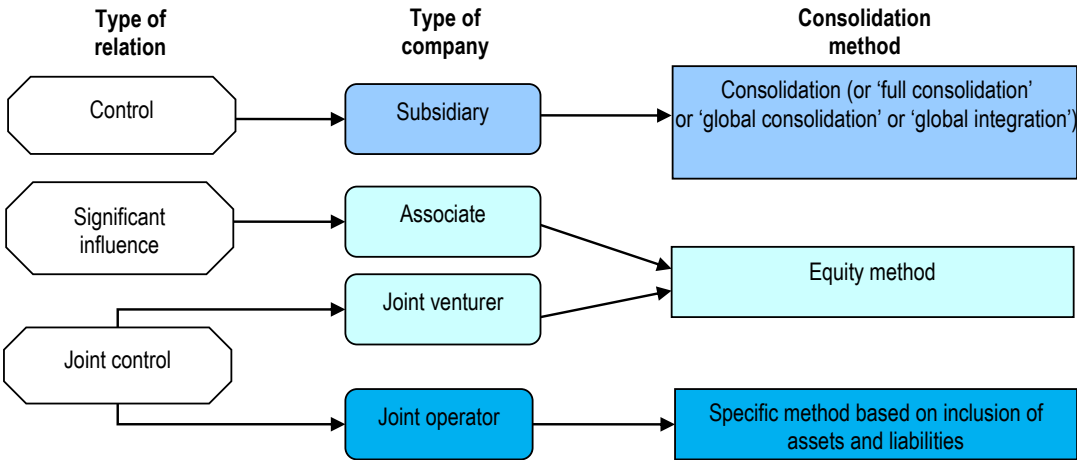 Type of
relation
Type of
company
Consolidation
method
Control
Subsidiary
Consolidation (or ‘full consolidation’
or ‘global consolidation’ or ‘global integration’)
Significant
influence
Associate
Equity method
Joint venturer
Joint control
Joint operator
Specific method based on inclusion of
assets and liabilities